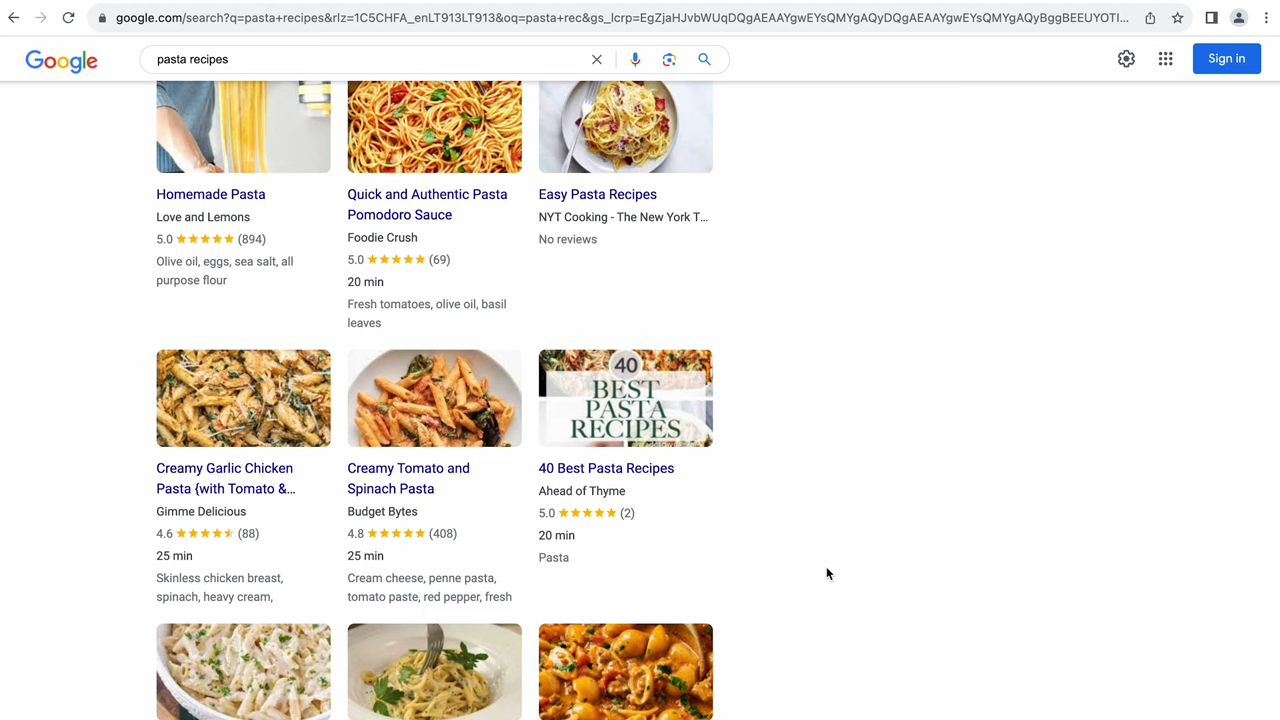 google.com/search?q=pasta+recipes&rlz=1C5CHFA_enLT913LT913&oq=pasta+rec&gs_lcrp=EgZjaHJvbWUqDQgAEAAYgwEYsQMYgAQyDQgAEAAYgwEYsQMYgAQyBggBEEUYOTI...
Google
pasta recipes
Sign in
Homemade Pasta
Love and Lemons
5.0 ★★★★★ (894)
Olive oil, eggs, sea salt, all
purpose flour
Quick and Authentic Pasta
Pomodoro Sauce
Foodie Crush
5.0 ★★★★★ (69)
20 min
Fresh tomatoes, olive oil, basil
leaves
Easy Pasta Recipes
NYT Cooking - The New York T...
No reviews
Creamy Garlic Chicken
Pasta {with Tomato &...
Gimme Delicious
4.6 ★★★★★ (88)
25 min
Skinless chicken breast,
spinach, heavy cream,
Creamy Tomato and
Spinach Pasta
Budget Bytes
4.8 ★★★★★ (408)
25 min
Cream cheese, penne pasta,
tomato paste, red pepper, fresh
40
BEST
PASTA
RECIPES
40 Best Pasta Recipes
Ahead of Thyme
5.0 ★★★★★ (2)
20 min
Pasta